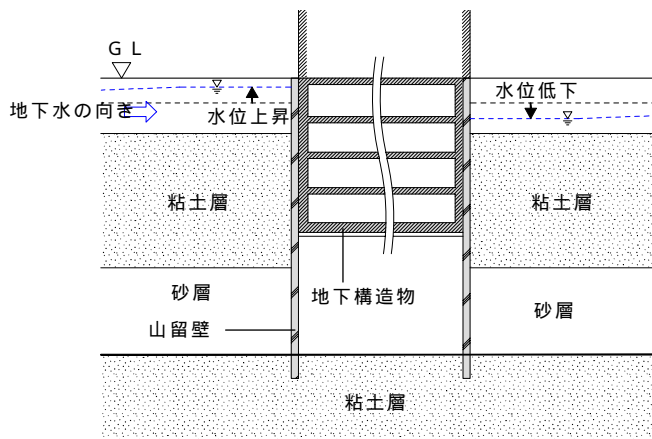 GL
地下水の向き
水位上昇
水位低下
粘土層
粘土層
砂層
地下構造物
砂層
山留壁
粘土層